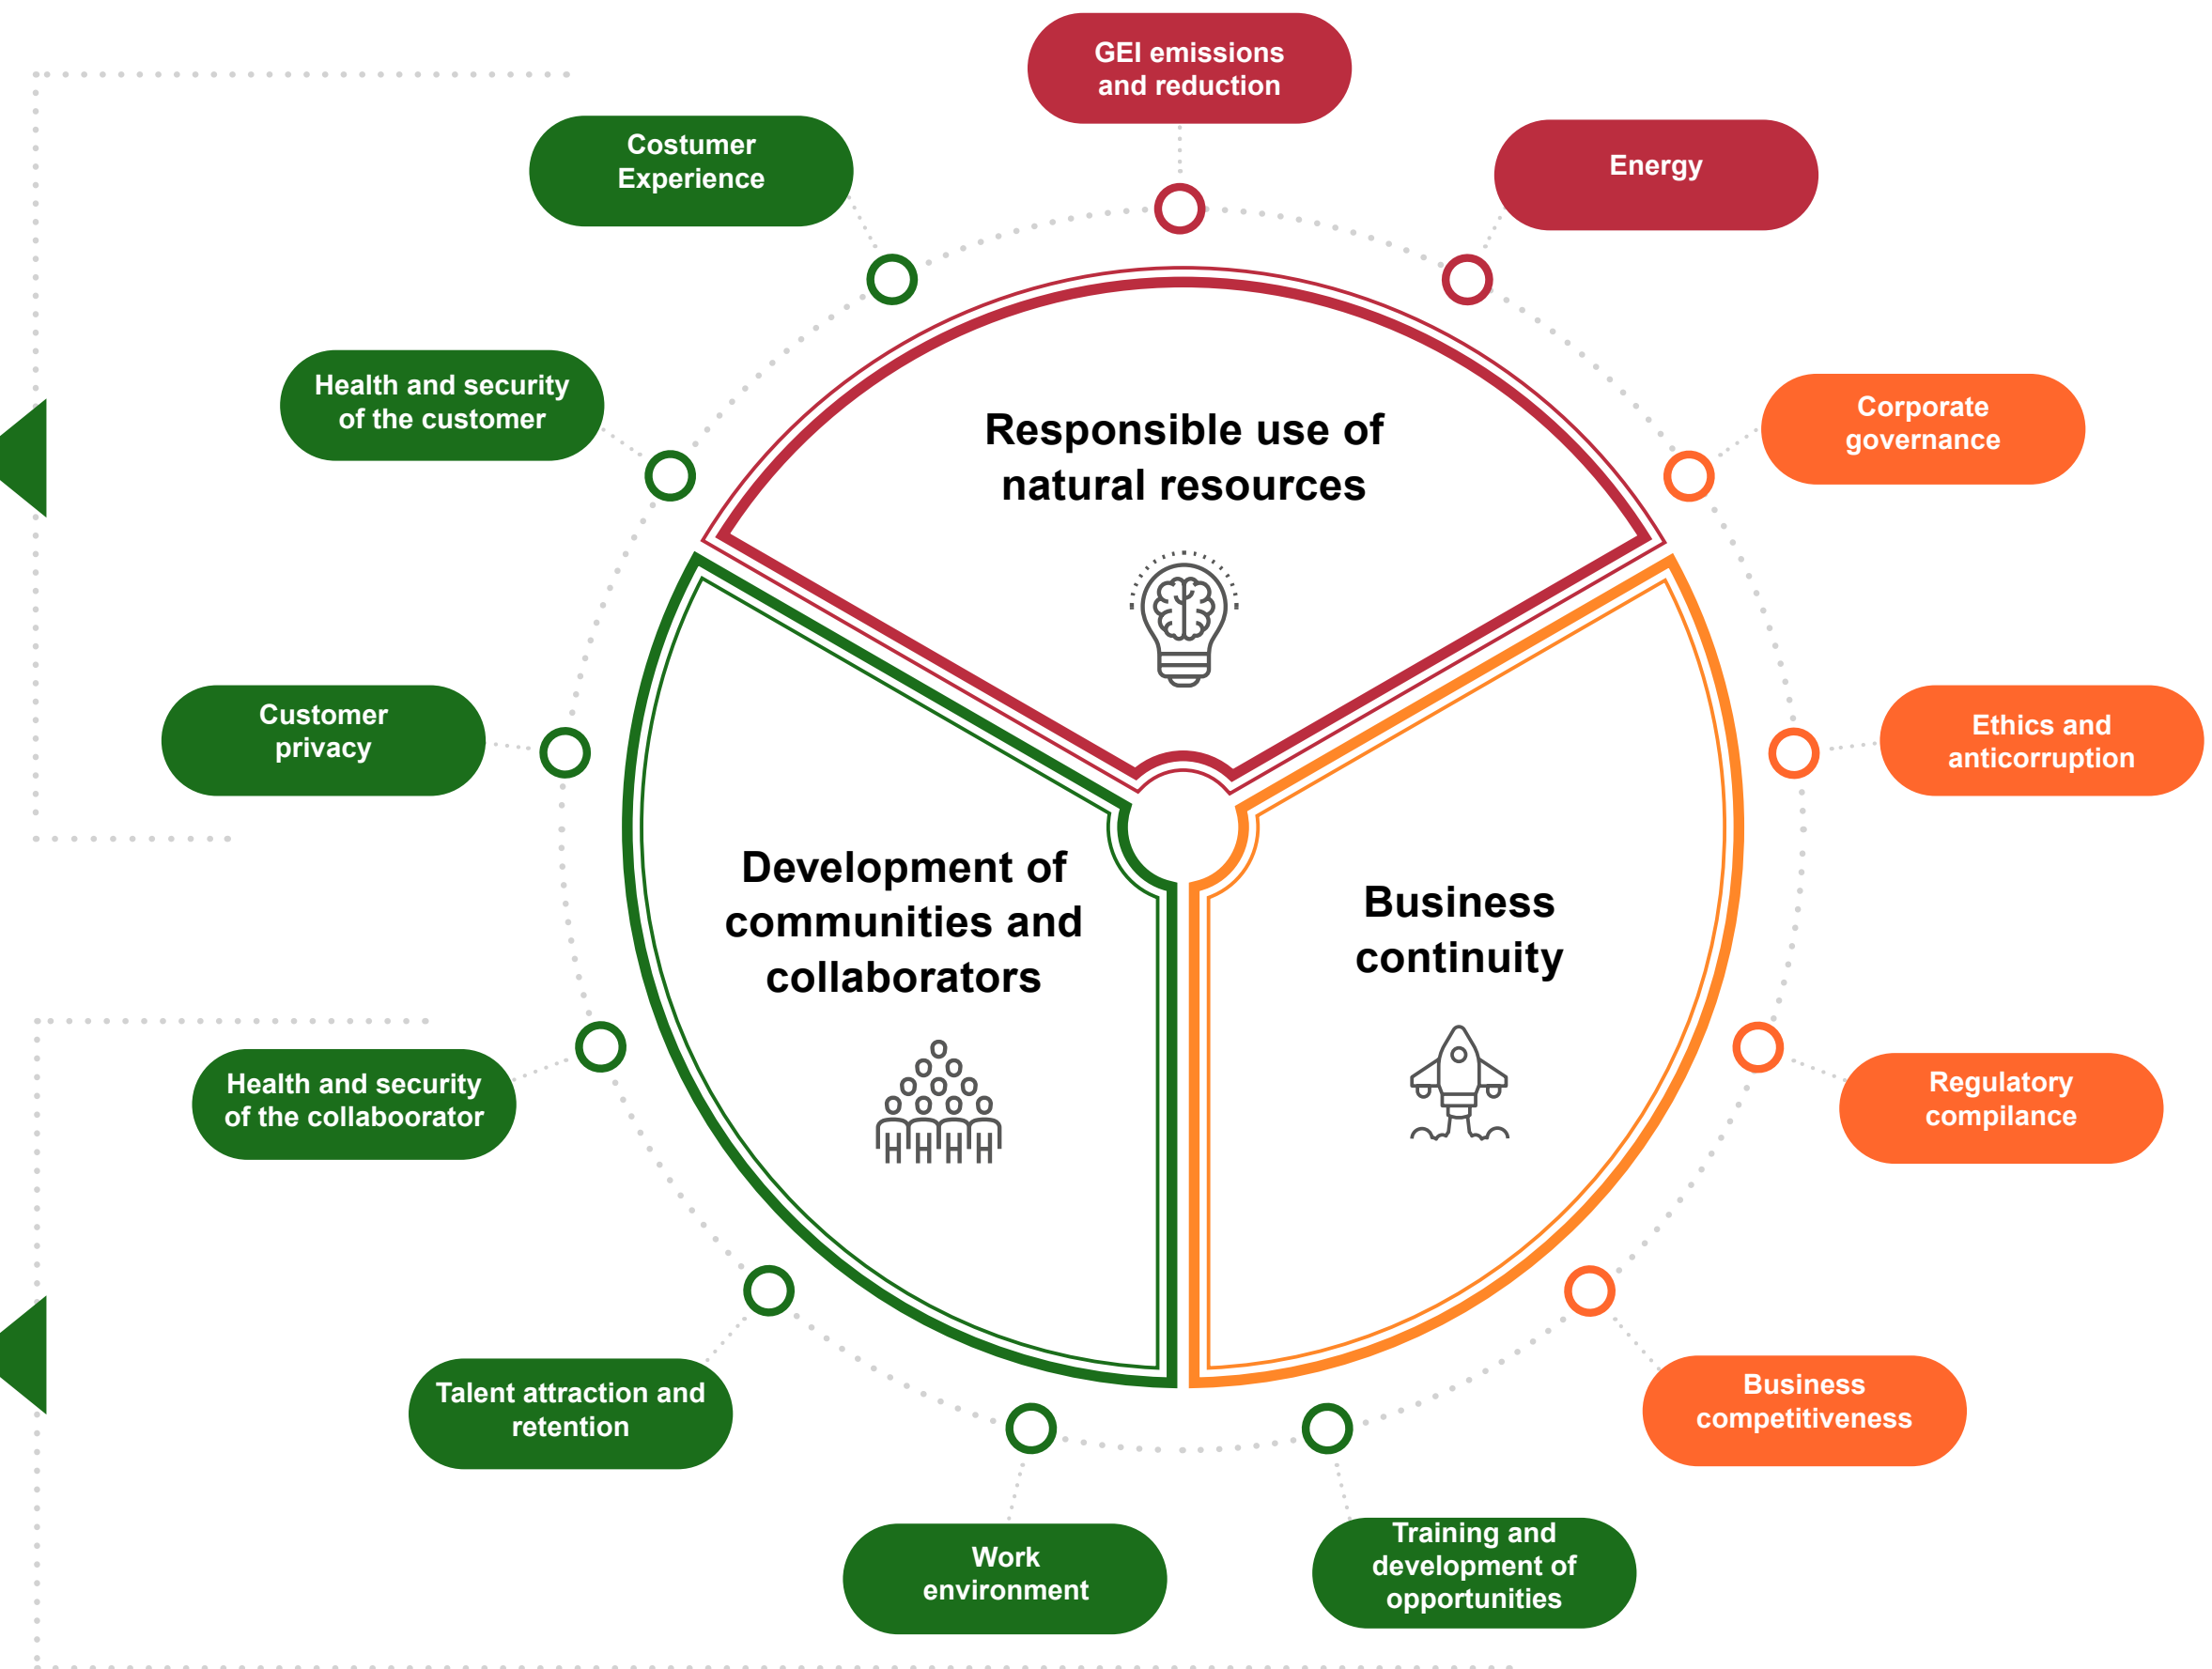 GEI emissions
and reduction
Costumer
Experience
Energy
Health and security
of the customer
Corporate
governance
Responsible use of
natural resources
Customer
privacy
Ethics and
anticorruption
Development of
communities and
collaborators
Business
continuity
Health and security
of the collaboorator
Regulatory
compilance
Talent attraction and
retention
Business
competitiveness
Work
environment
Training and
development of
opportunities